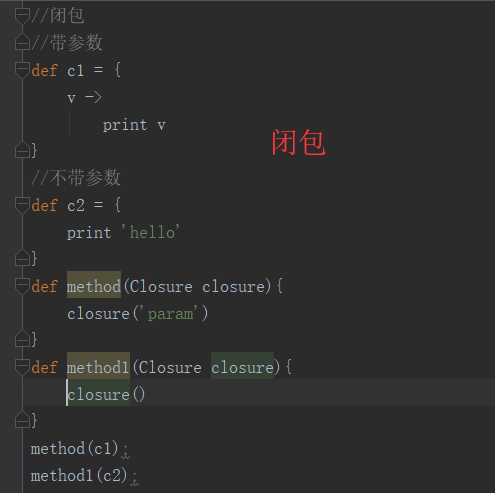 //闭包
//带参数
def c1 = {
    v ->
        print v
闭包
}
//不带参数
def c2 = {
    print 'hello'
}
def method(Closure closure){
    closure('param')
}
def method1(Closure closure){
    closure()
}
method(c1);
method1(c2);